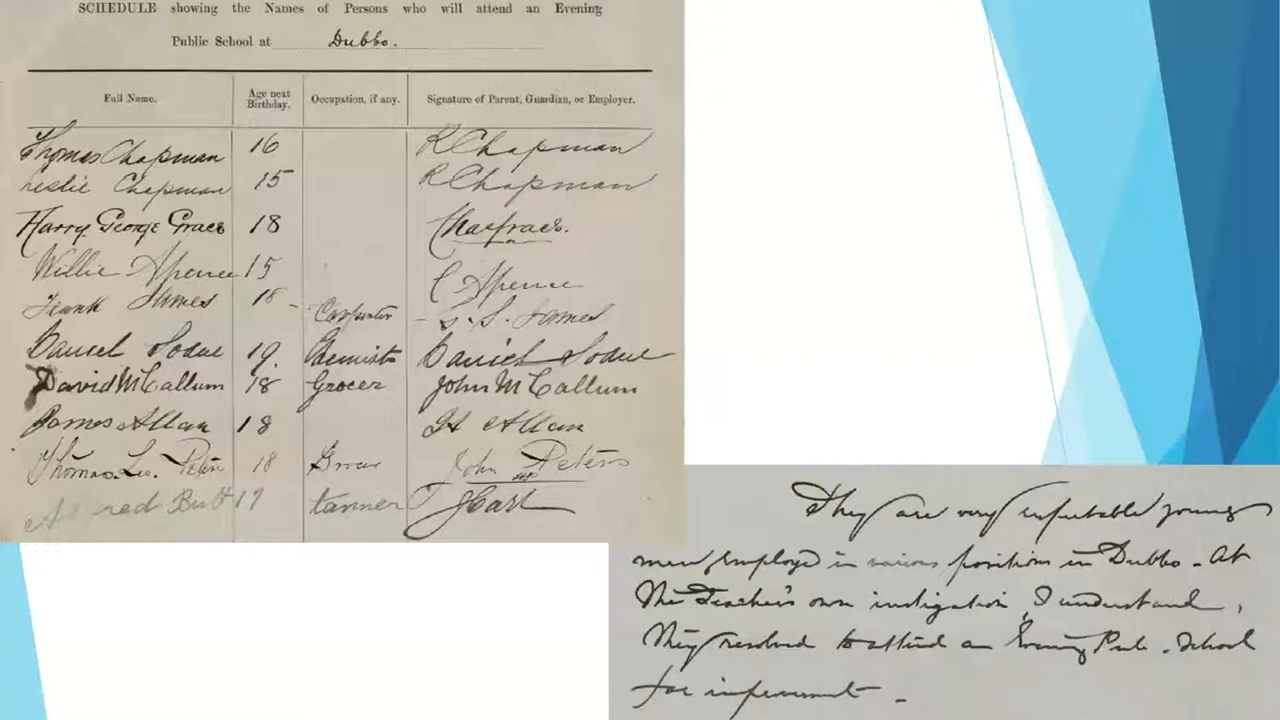 SCHEDULE showing the Names of Persons who will attend an Evening
Public School at Dubbo.
Full Name. Age next Birthday. Occupation, if any. Signature of Parent, Guardian, or Employer.
Thomas Chapman 16 R Chapman
Leslie Chapman 15 R Chapman
Harry George Grace 18
Willie Spence 15 C Spence
Frank James 18 Carpenter S. S. James
Daniel 19. Chemist Daniel
David McCallum 18 Grocer John McCallum
James Allan 18 Allan
Thomas. Leo. Peters 18 John Peters
Alfred Butt 17 tanner
They are very respectable young
men employed in various positions in Dubbo. At
the Teacher's own instigation, I understand,
they resolved to attend an Evening Pub. School
for improvement.